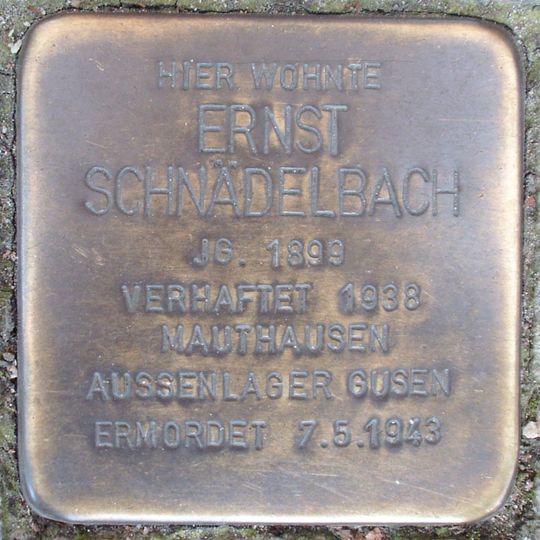 HIER WOHNTE
ERNST
SCHNÄDELBACH
JG. 1899
VERHAFTET 1938
MAUTHAUSEN
AUSSENLAGER GUSEN
ERMORDET 7.5.1943